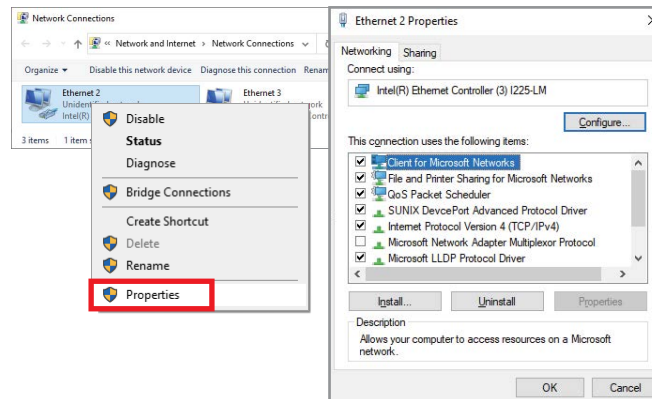 Network Connections
« Network and Internet › Network Connections
Organize
Disable this network device
Diagnose this connection
Ethernet 2
Intel(R)
Ethernet 3
3 items
1 item
Disable
Status
Diagnose
Bridge Connections
Create Shortcut
Delete
Rename
Properties
Ethernet 2 Properties
Networking
Sharing
Connect using:
Intel(R) Ethernet Controller (3) I225-LM
Configure...
This connection uses the following items:
Client for Microsoft Networks
File and Printer Sharing for Microsoft Networks
QoS Packet Scheduler
SUNIX DevcePort Advanced Protocol Driver
Internet Protocol Version 4 (TCP/IPv4)
Microsoft Network Adapter Multiplexor Protocol
Microsoft LLDP Protocol Driver
Install...
Uninstall
Properties
Description
Allows your computer to access resources on a Microsoft
network.
OK
Cancel